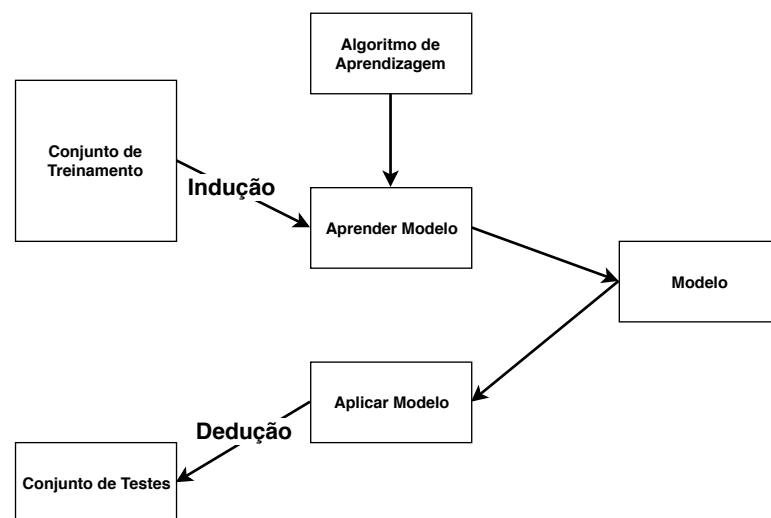 Algoritmo de
Aprendizagem
Conjunto de
Treinamento
Indução
Aprender Modelo
Modelo
Aplicar Modelo
Dedução
Conjunto de Testes